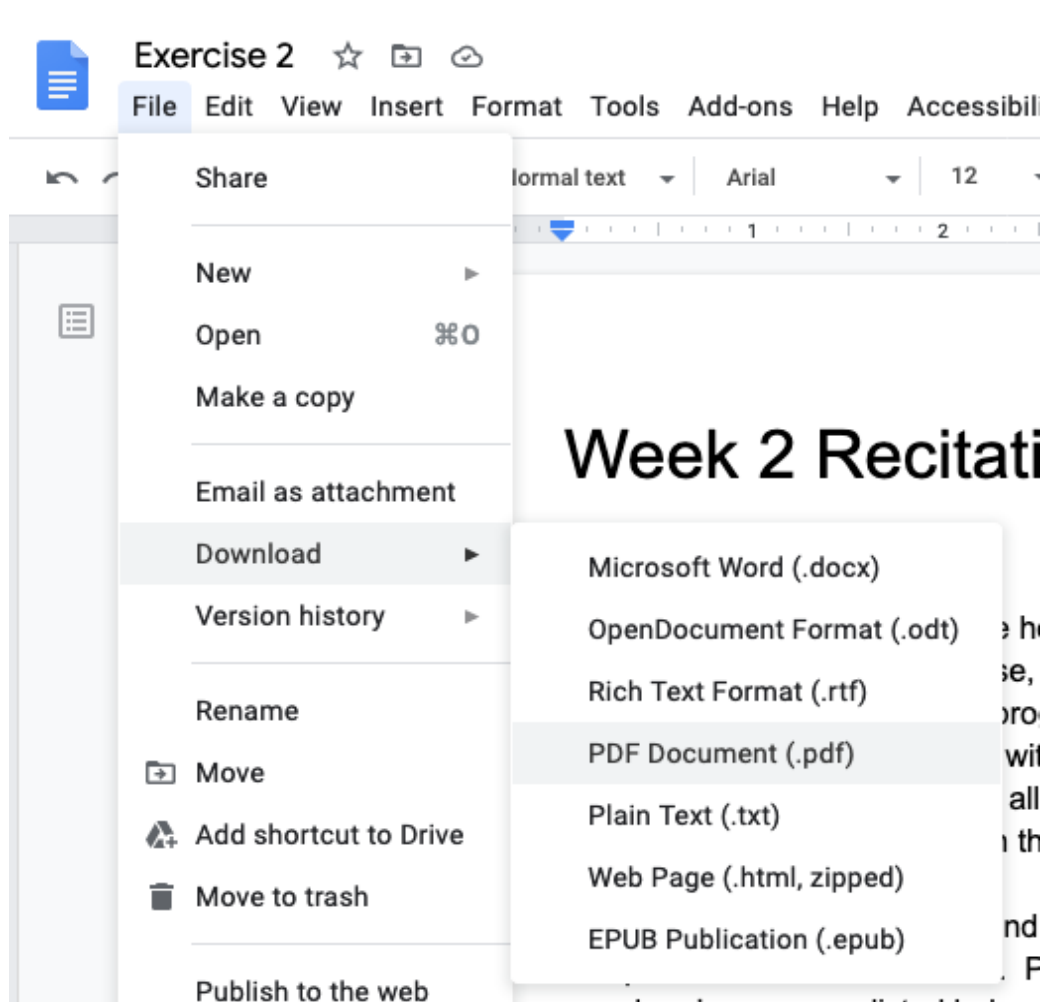 Exercise 2
File Edit View Insert Format Tools Add-ons Help
Share
text Arial 12
1 2
New
Open ⌘O
Make a copy
Week 2
Email as attachment
Download
Microsoft Word (.docx)
Version history
OpenDocument Format (.odt)
Rich Text Format (.rtf)
Rename
PDF Document (.pdf)
Move
Plain Text (.txt)
Add shortcut to Drive
Web Page (.html, zipped)
Move to trash
EPUB Publication (.epub)
Publish to the web